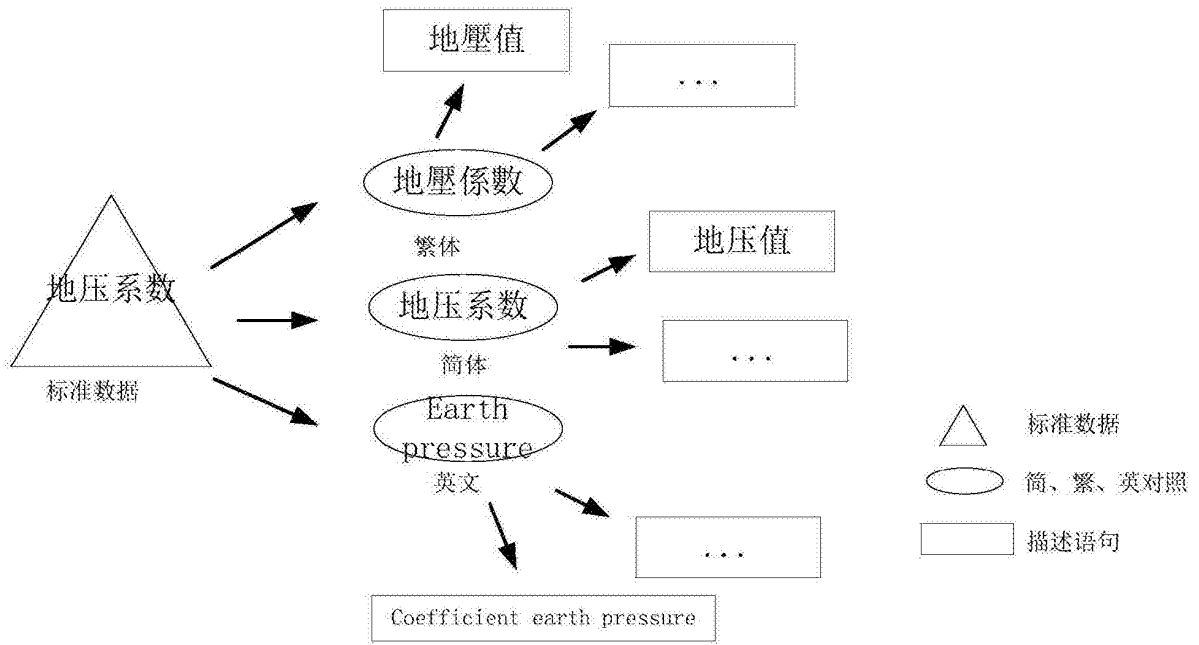 地壓值
...
地壓係數
繁体
地压值
地压系数
地压系数
简体
...
标准数据
Earth
pressure
英文
标准数据
简、繁、英对照
...
描述语句
Coefficient earth pressure